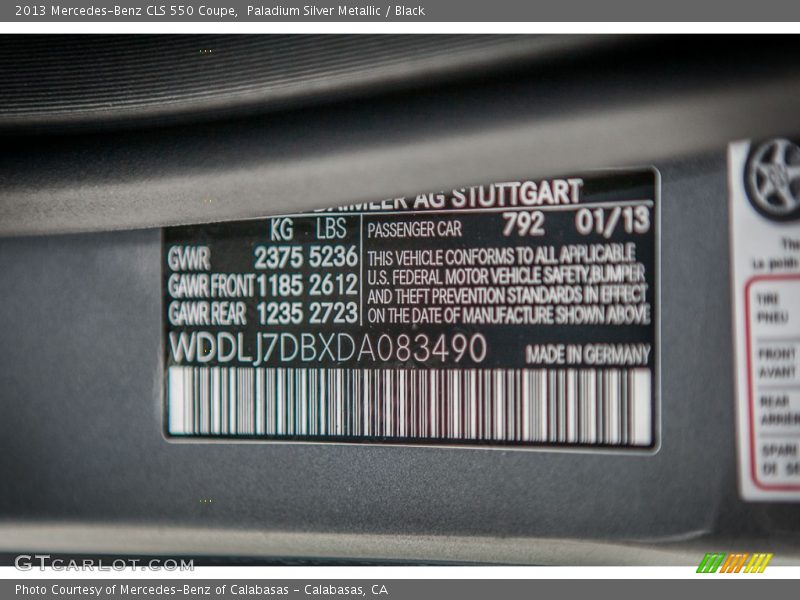 2013 Mercedes-Benz CLS 550 Coupe, Paladium Silver Metallic / Black
DAIMLER AG STUTTGART
KG LBS PASSENGER CAR 792 01/13
GVWR 2375 5236 THIS VEHICLE CONFORMS TO ALL APPLICABLE
GAWR FRONT 1185 2612 U.S. FEDERAL MOTOR VEHICLE SAFETY, BUMPER
GAWR REAR 1235 2723 AND THEFT PREVENTION STANDARDS IN EFFECT
ON THE DATE OF MANUFACTURE SHOWN ABOVE
WDDLJ7DBXDA083490 MADE IN GERMANY
The
Le poids
TIRE
PNEU
FRONT
AVANT
REAR
SPARE
GTCARLOT.COM
Photo Courtesy of Mercedes-Benz of Calabasas - Calabasas, CA